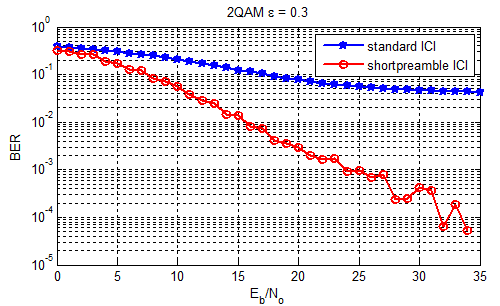 2QAM ε = 0.3
standard ICI
shortpreamble ICI
BER
10^0
10^-1
10^-2
10^-3
10^-4
10^-5
0 5 10 15 20 25 30 35
E_b/N_o